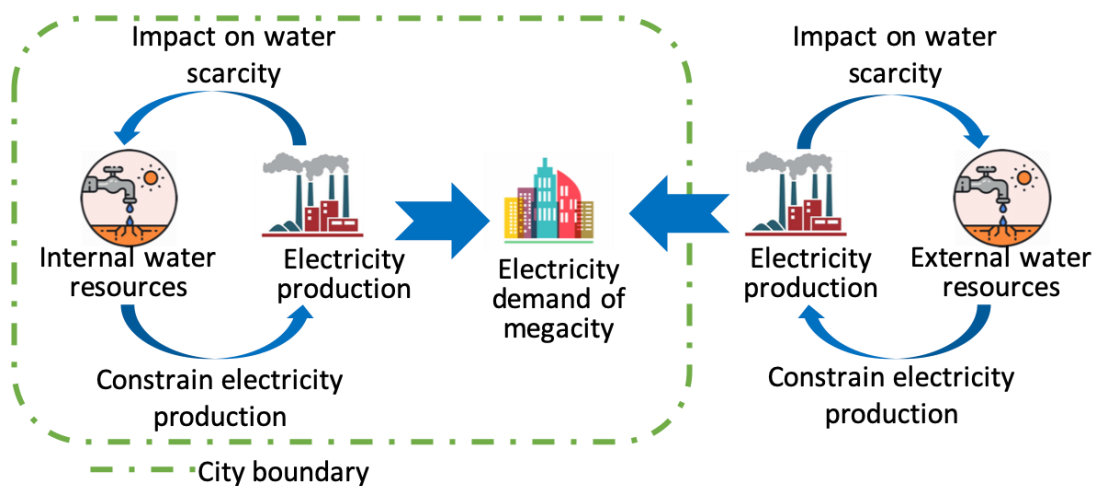 Impact on water
scarcity
Internal water
resources
Electricity
production
Constrain electricity
production
Electricity
demand of
megacity
Impact on water
scarcity
Electricity
production
External water
resources
Constrain electricity
production
City boundary